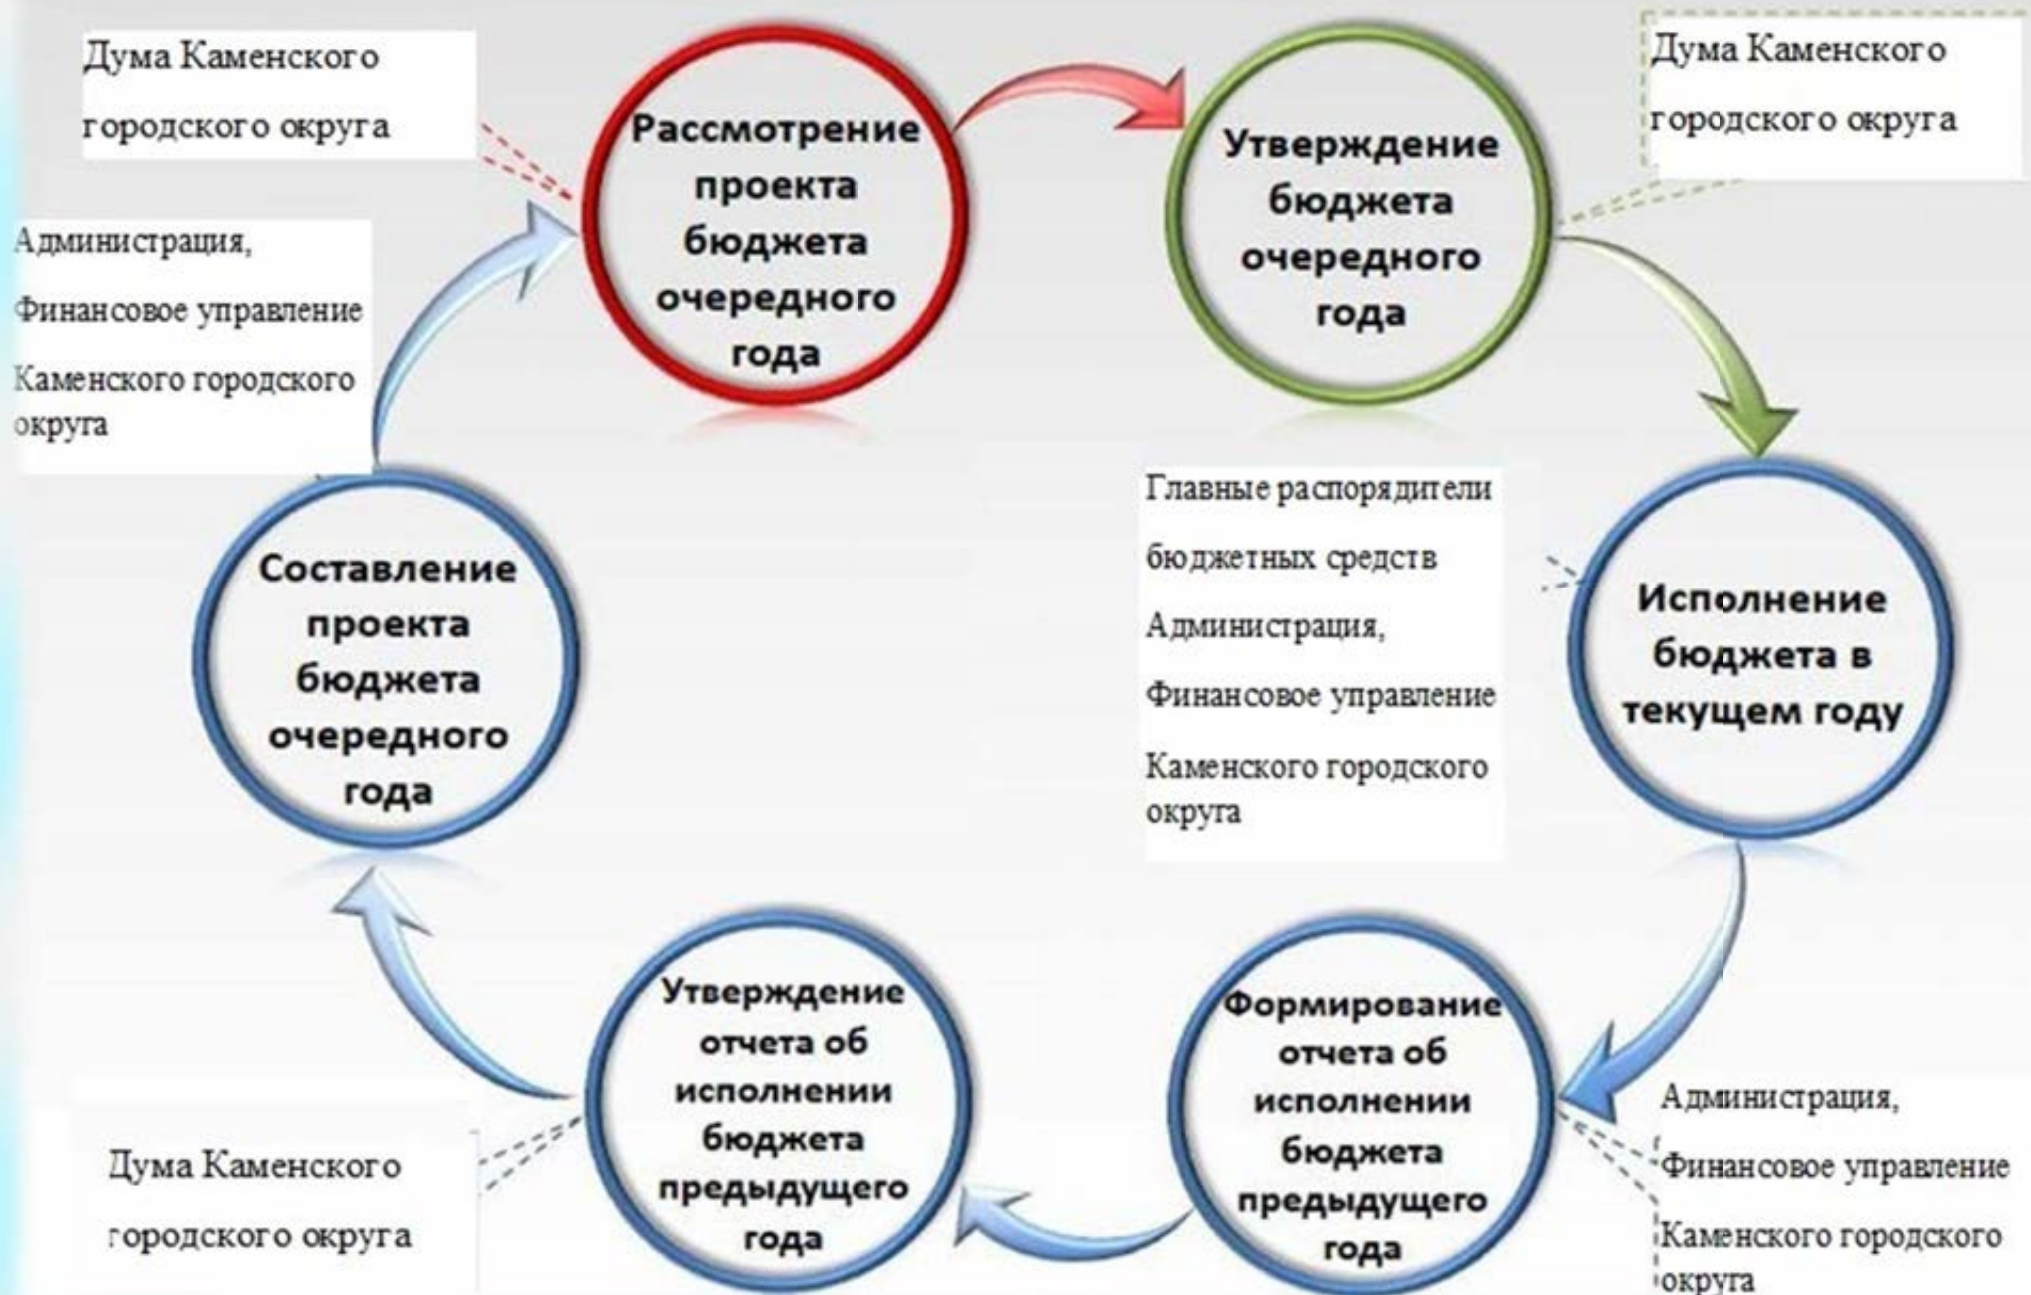 Дума Каменского
городского округа
Рассмотрение
проекта
бюджета
очередного
года
Утверждение
бюджета
очередного
года
Дума Каменского
городского округа
Администрация,
Финансовое управление
Каменского городского
округа
Составление
проекта
бюджета
очередного
года
Главные распорядители
бюджетных средств
Администрация,
Финансовое управление
Каменского городского
округа
Исполнение
бюджета в
текущем году
Дума Каменского
городского округа
Утверждение
отчета об
исполнении
бюджета
предыдущего
года
Формирование
отчета об
исполнении
бюджета
предыдущего
года
Администрация,
Финансовое управление
Каменского городского
округа